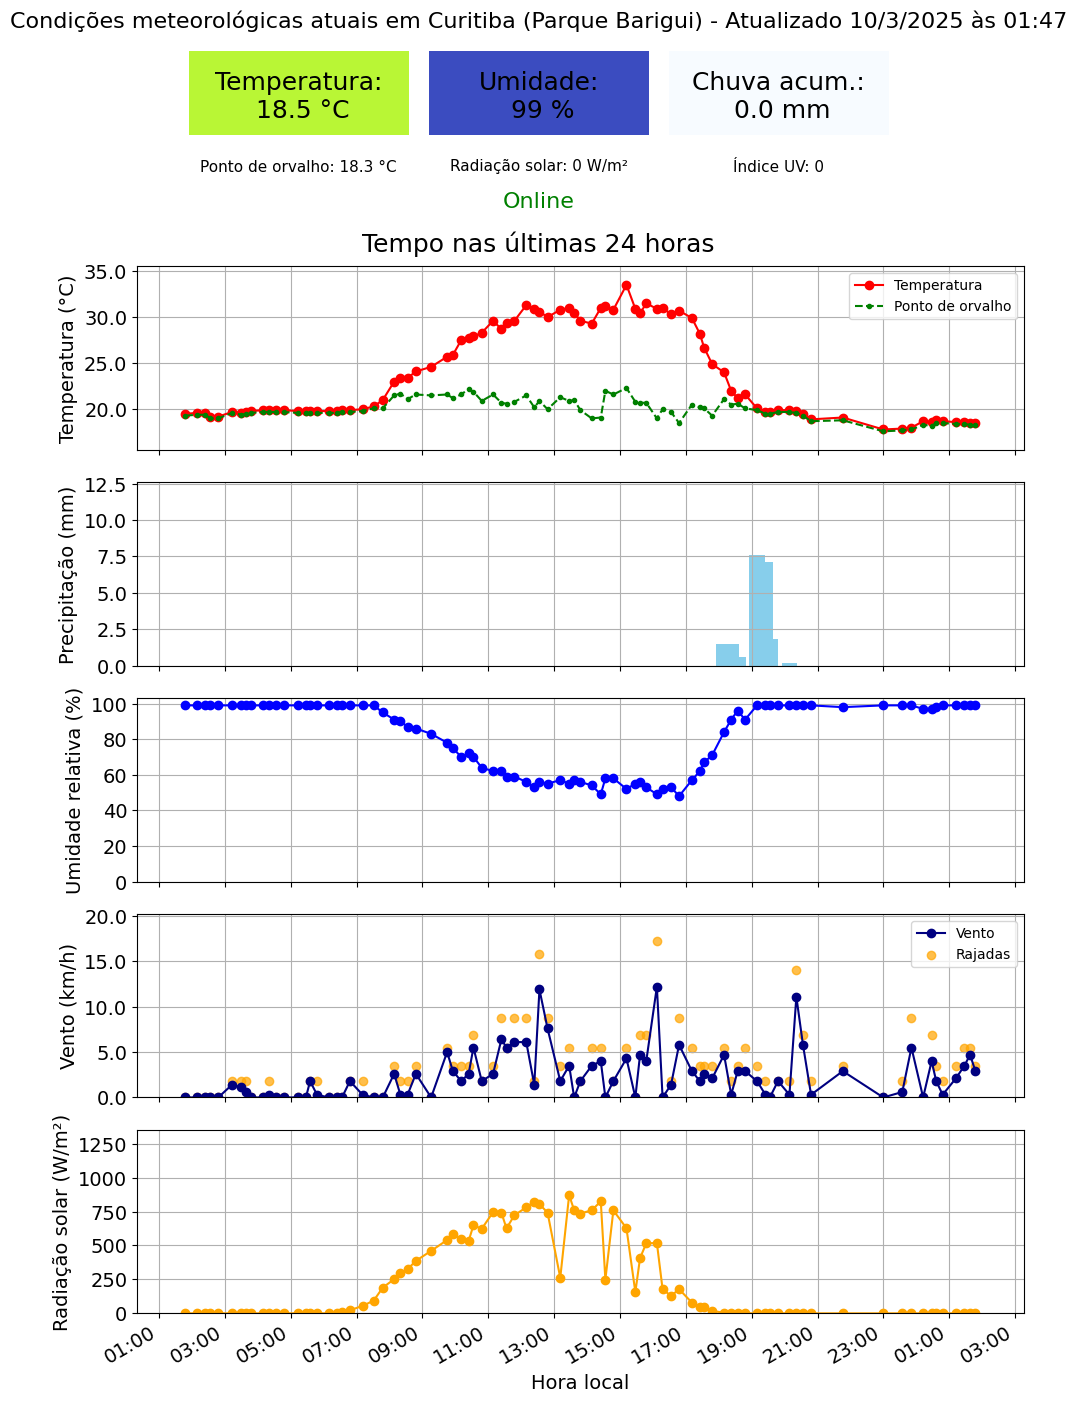 Condições meteorológicas atuais em Curitiba (Parque Barigui) - Atualizado 10/3/2025 às 01:47
Temperatura:
18.5 °C
Umidade:
99 %
Chuva acum.:
0.0 mm
Ponto de orvalho: 18.3 °C
Radiação solar: 0 W/m²
Índice UV: 0
Online
Tempo nas últimas 24 horas
Temperatura (°C)
35.0
30.0
25.0
20.0
Temperatura
Ponto de orvalho
Precipitação (mm)
12.5
10.0
7.5
5.0
2.5
0.0
Umidade relativa (%)
100
80
60
40
20
0
Vento (km/h)
20.0
15.0
10.0
5.0
0.0
Vento
Rajadas
Radiação solar (W/m²)
1250
1000
750
500
250
0
01:00
03:00
05:00
07:00
09:00
11:00
13:00
15:00
17:00
19:00
21:00
23:00
01:00
03:00
Hora local